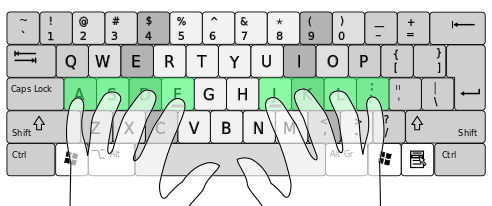 ~ ! @ # $ % ^ & * ( ) — +
` 1 2 3 4 5 6 7 8 9 0 - =
Q W E R T Y U I O P { }
[ ]
Caps Lock A S D F G H J K L : " |
; ' \
Shift Z X C V B N M < > ? Shift
, . /
Ctrl Alt Alt Gr Ctrl